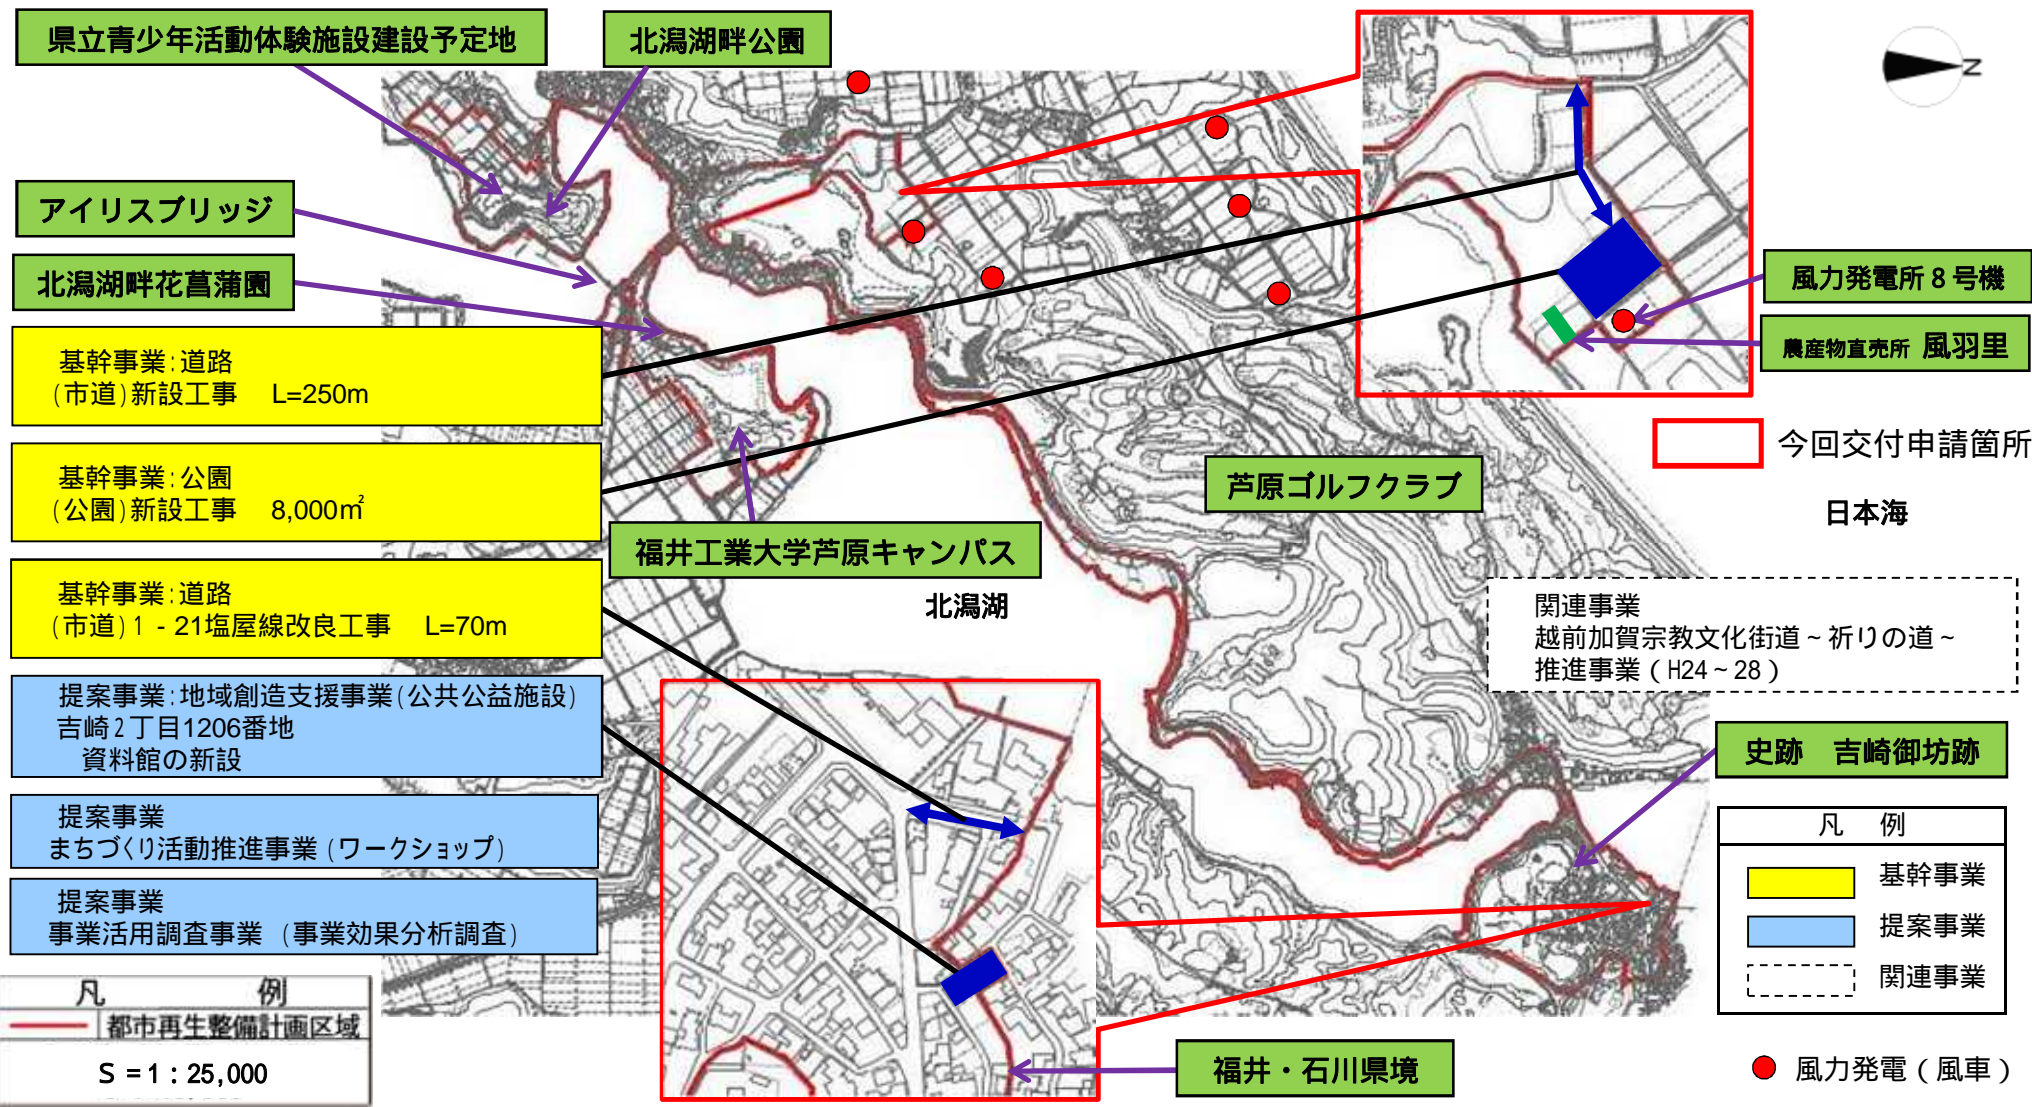 県立青少年活動体験施設建設予定地
北潟湖畔公園
N
アイリスブリッジ
北潟湖畔花菖蒲園
基幹事業:道路
(市道)新設工事 L=250m
基幹事業:公園
(公園)新設工事 8,000㎡
基幹事業:道路
(市道)1-21塩屋線改良工事 L=70m
提案事業:地域創造支援事業(公共公益施設)
吉崎2丁目1206番地
資料館の新設
提案事業
まちづくり活動推進事業(ワークショップ)
提案事業
事業活用調査事業 (事業効果分析調査)
凡 例
都市再生整備計画区域
S=1:25,000
福井工業大学芦原キャンパス
北潟湖
芦原ゴルフクラブ
風力発電所8号機
農産物直売所 風羽里
今回交付申請箇所
日本海
関連事業
越前加賀宗教文化街道~祈りの道~
推進事業(H24~28)
史跡 吉崎御坊跡
凡 例
基幹事業
提案事業
関連事業
福井・石川県境
風力発電(風車)